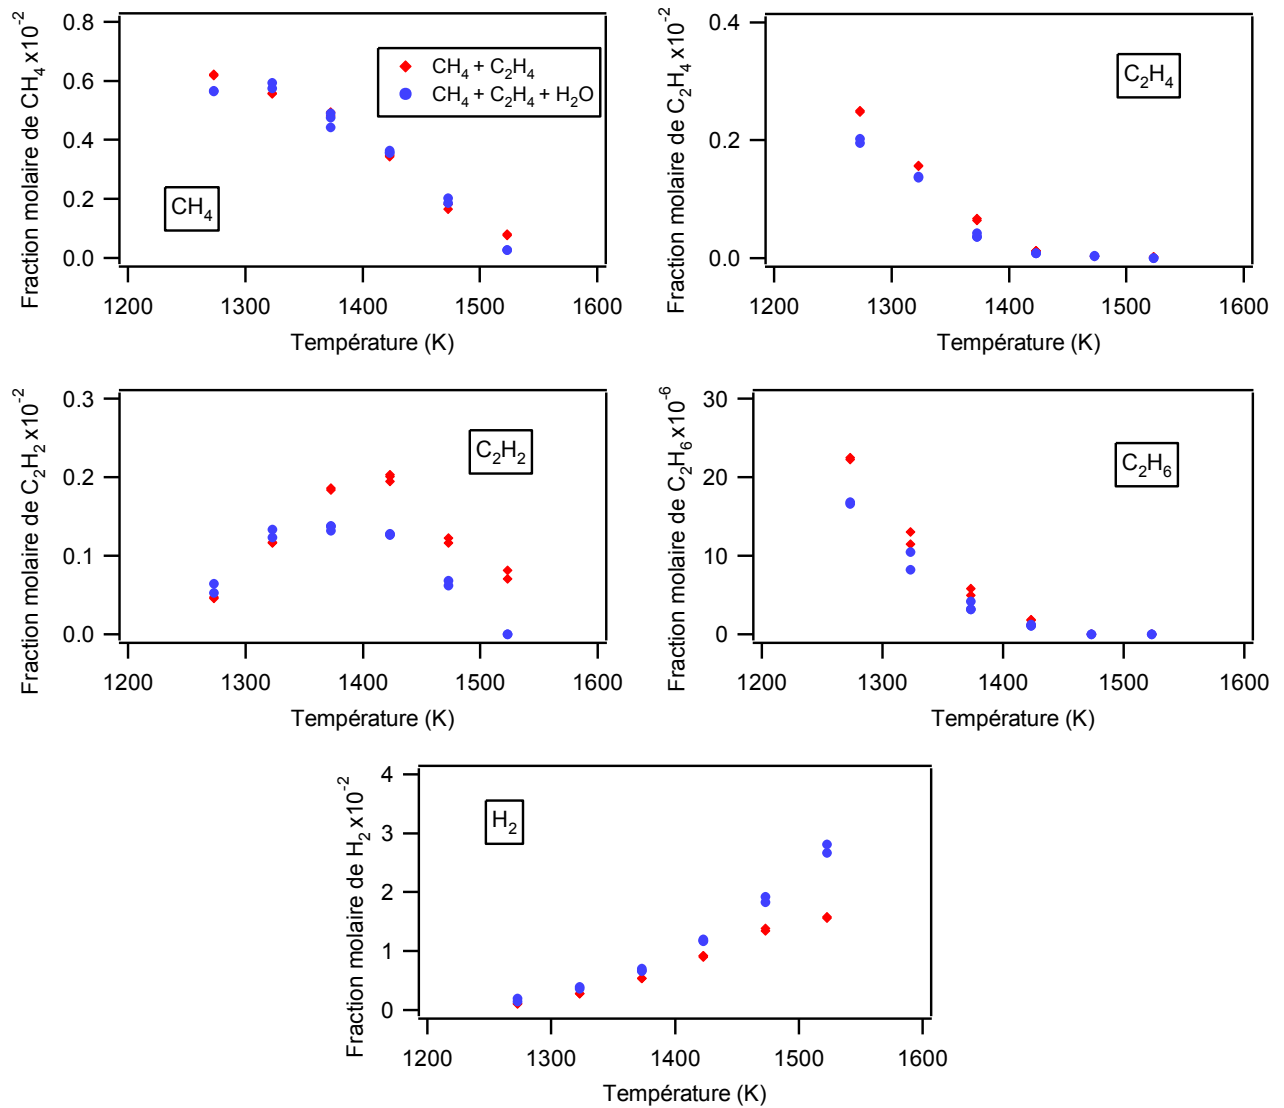 Fraction molaire de CH4 x10-2
0.8
0.6
0.4
0.2
0.0
CH4 + C2H4
CH4 + C2H4 + H2O
CH4
1200 1300 1400 1500 1600
Température (K)
Fraction molaire de C2H4 x10-2
0.4
0.2
0.0
C2H4
1200 1300 1400 1500 1600
Température (K)
Fraction molaire de C2H2 x10-2
0.3
0.2
0.1
0.0
C2H2
1200 1300 1400 1500 1600
Température (K)
Fraction molaire de C2H6 x10-6
30
20
10
0
C2H6
1200 1300 1400 1500 1600
Température (K)
Fraction molaire de H2 x10-2
4
3
2
1
0
H2
1200 1300 1400 1500 1600
Température (K)